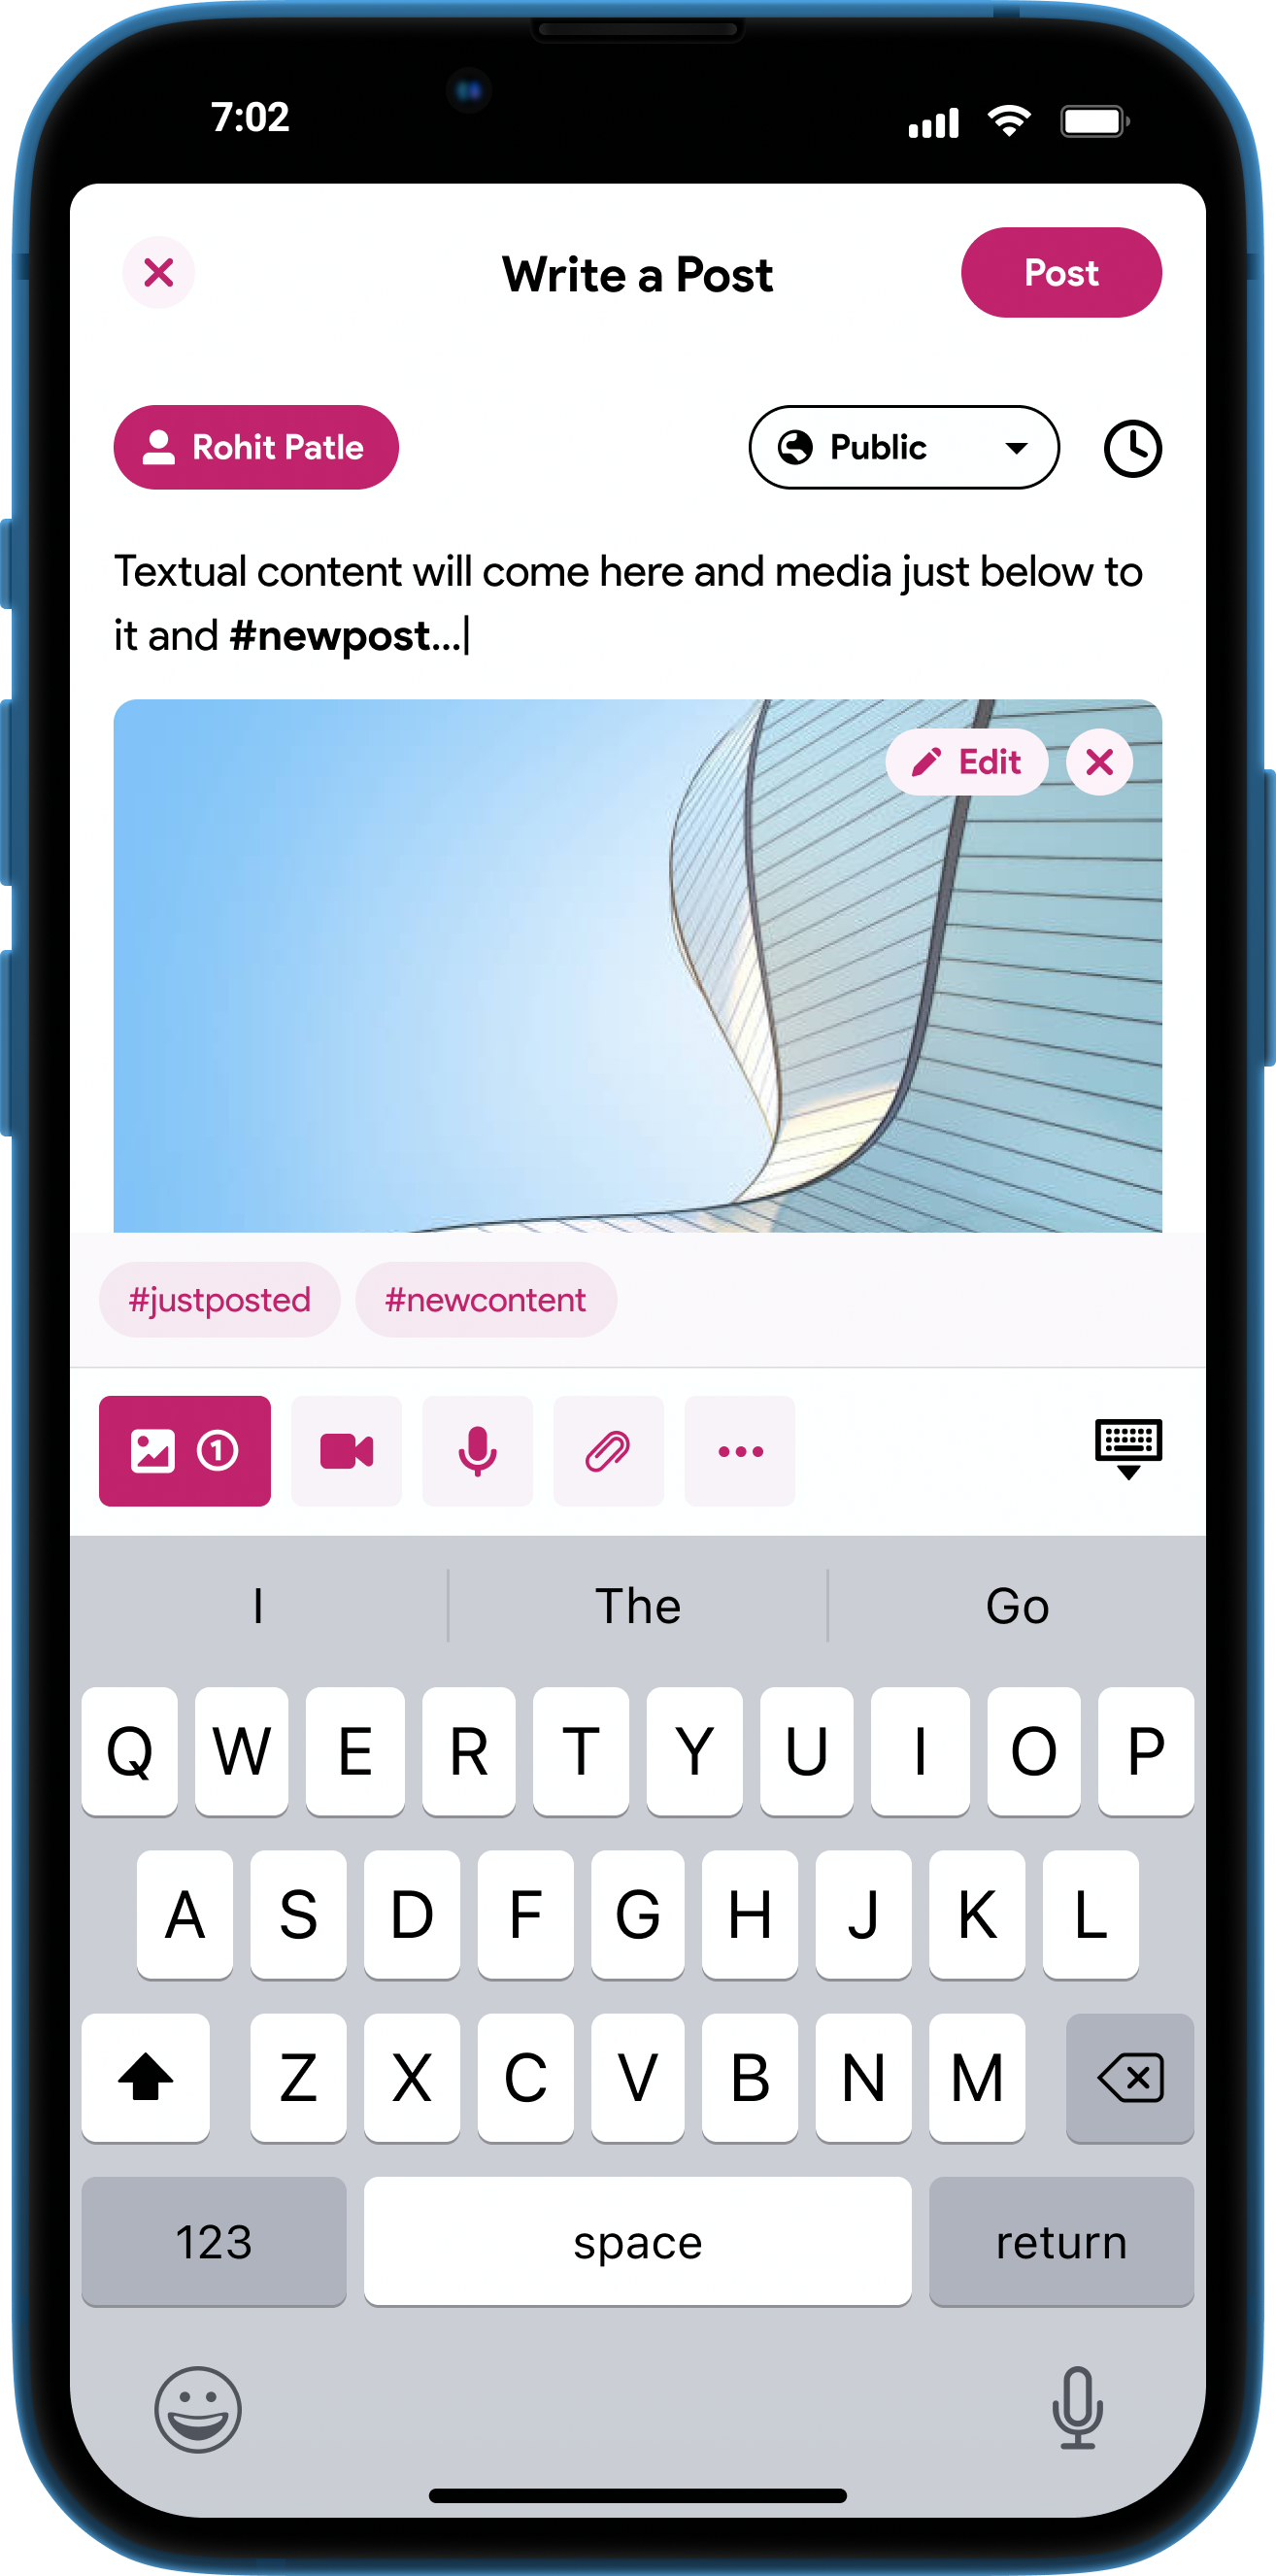 7:02
Write a Post
Post
Rohit Patle
Public
Textual content will come here and media just below to
it and #newpost...
Edit
#justposted #newcontent
1
I The Go
Q W E R T Y U I O P
A S D F G H J K L
Z X C V B N M
123 space return